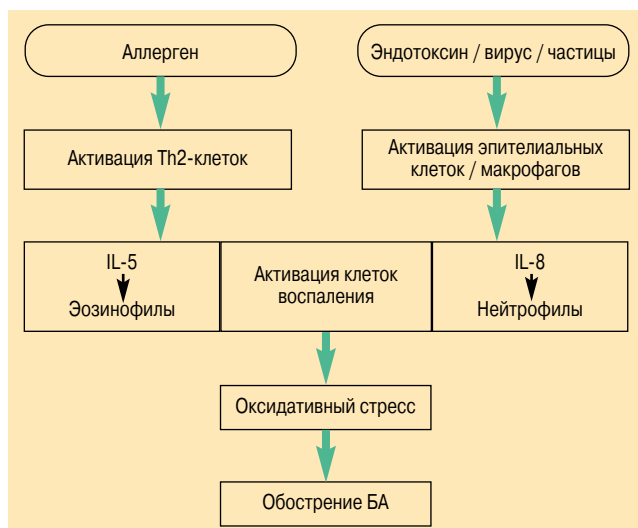 Аллерген
Эндотоксин / вирус / частицы
Активация Th2-клеток
Активация эпителиальных
клеток / макрофагов
IL-5
Эозинофилы
Активация клеток
воспаления
IL-8
Нейтрофилы
Оксидативный стресс
Обострение БА